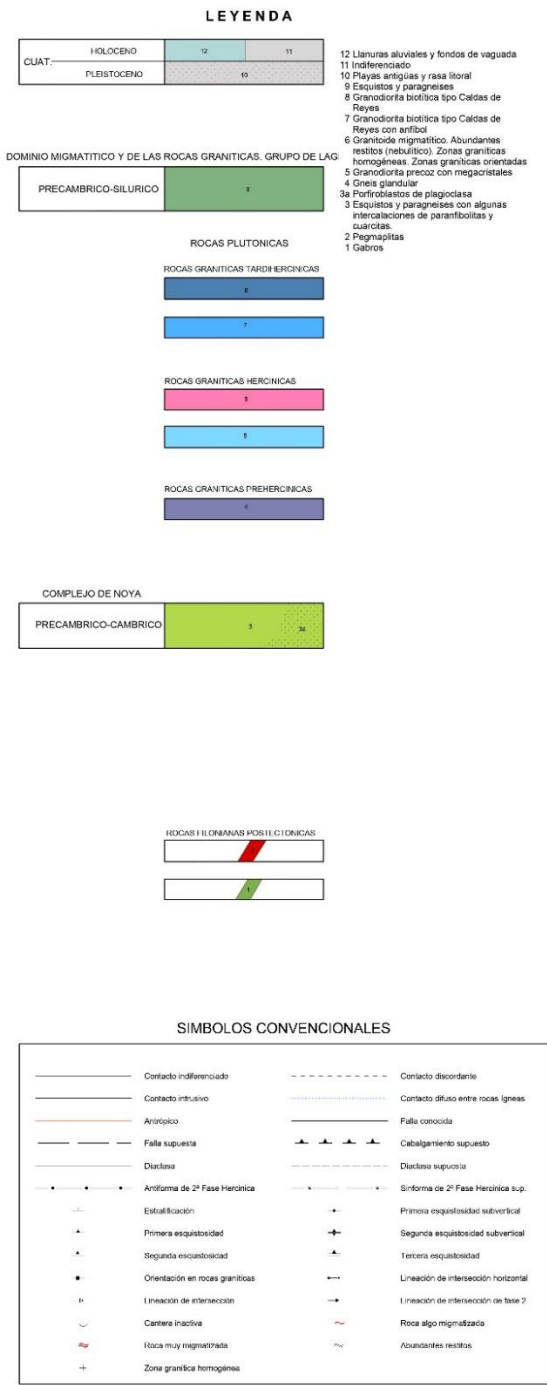 LEYENDA
CUAT.
HOLOCENO
12
11
PLEISTOCENO
10
12 Llanuras aluviales y fondos de vaguada
11 Indiferenciado
10 Playas antigüas y rasa litoral
9 Esquistos y paragneises
8 Granodiorita biotítica tipo Caldas de
Reyes
7 Granodiorita biotítica tipo Caldas de
Reyes con anfíbol
6 Granitoide migmatítico. Abundantes
restitos (nebulítico). Zonas graníticas
homogéneas. Zonas graníticas orientadas
5 Granodiorita precoz con megacristales
4 Gneis glandular
3a Porfiroblastos de plagioclasa
3 Esquistos y paragneises con algunas
intercalaciones de paranfibolitas y
cuarcitas.
2 Pegmaplitas
1 Gabros
DOMINIO MIGMATITICO Y DE LAS ROCAS GRANITICAS. GRUPO DE LAG
PRECAMBRICO-SILURICO
ROCAS PLUTONICAS
ROCAS GRANITICAS TARDIHERCINICAS
7
ROCAS GRANITICAS HERCINICAS
ROCAS GRANITICAS PREHERCINICAS
4
COMPLEJO DE NOYA
PRECAMBRICO-CAMBRICO
3
ROCAS FILONIANAS POSTECTONICAS
1
SIMBOLOS CONVENCIONALES
Contacto indiferenciado
Contacto discordante
Contacto intrusivo
Contacto difuso entre rocas ígneas
Antrópico
Falla conocida
Falla supuesta
Cabalgamiento supuesto
Diaclasa
Diaclasa supuesta
Antiforma de 2ª Fase Hercínica
Sinforma de 2ª Fase Hercínica sup.
Estratificación
Primera esquistosidad subvertical
Primera esquistosidad
Segunda esquistosidad subvertical
Segunda esquistosidad
Tercera esquistosidad
Orientación en rocas graníticas
Lineación de intersección horizontal
Lineación de intersección
Lineación de intersección de fase 2
Cantera inactiva
Roca algo migmatizada
Roca muy migmatizada
Abundantes restitos
Zona granítica homogénea